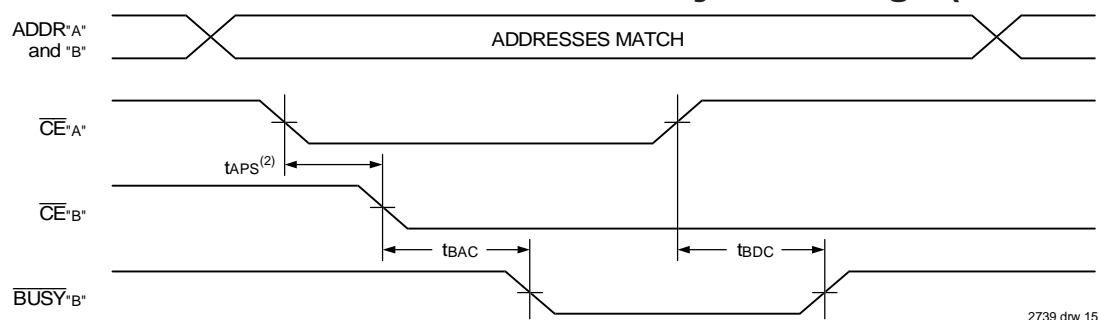 ADDR"A"
and "B"
ADDRESSES MATCH
CE"A"
tAPS(2)
CE"B"
tBAC
tBDC
BUSY"B"
2739 drw 15